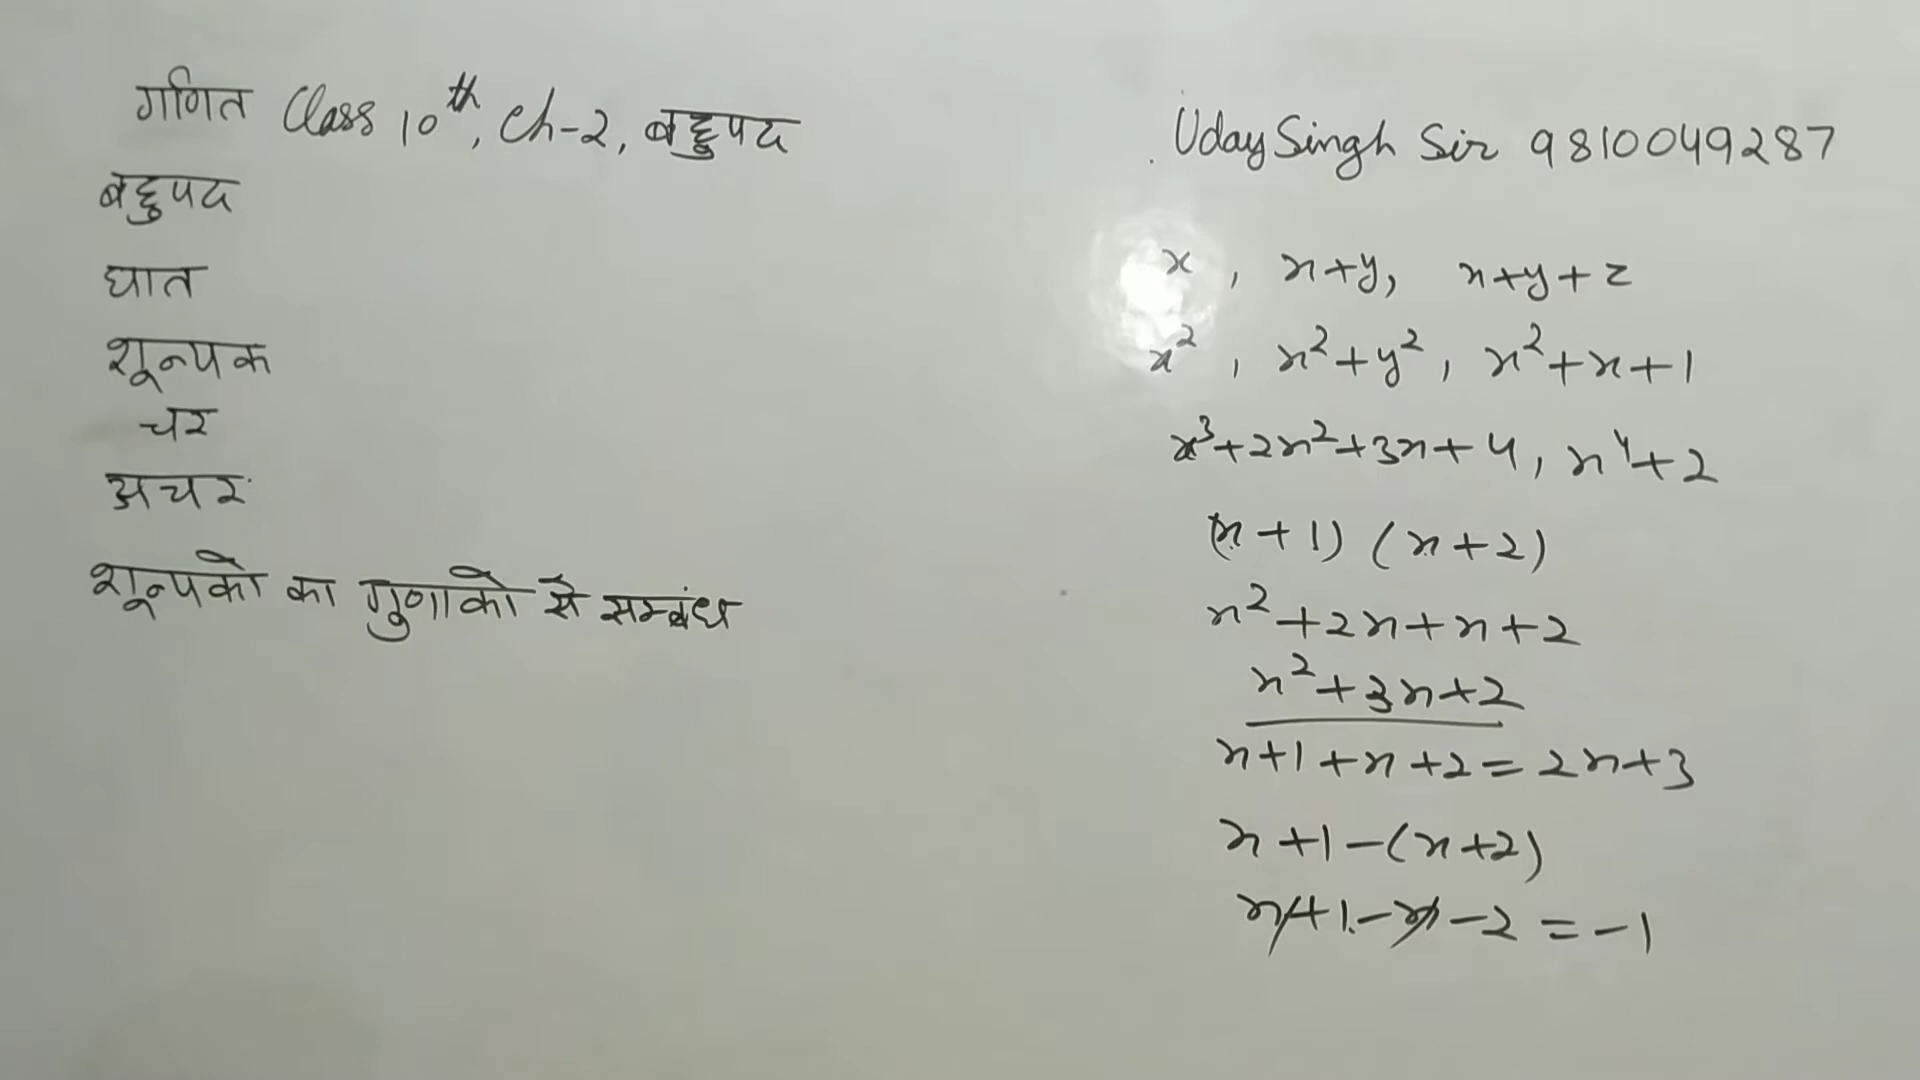 गणित Class 10th, Ch-2, बहुपद
बहुपद
घात
शून्यक
चर
अचर
शून्यको का गुणाको से सम्बंध
Uday Singh Sir 9810049287
x, x+y, x+y+z
x², x²+y², x²+x+1
x³+2x²+3x+4, x⁴+2
(x+1) (x+2)
x²+2x+x+2
x²+3x+2
x+1+x+2=2x+3
x+1-(x+2)
x+1-x-2=-1